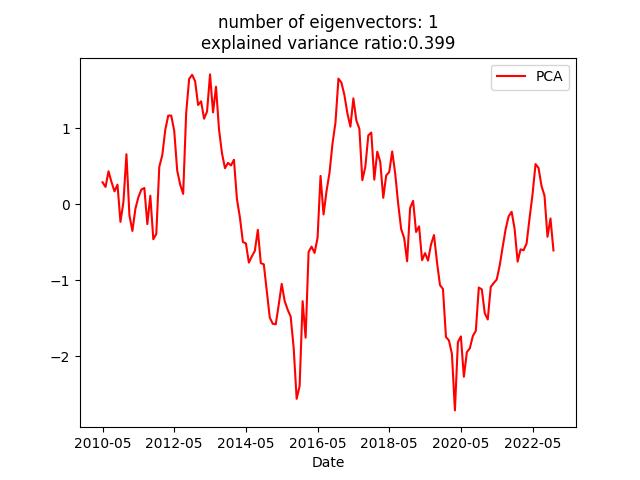 number of eigenvectors: 1
explained variance ratio:0.399
PCA
1
0
−1
−2
2010-05 2012-05 2014-05 2016-05 2018-05 2020-05 2022-05
Date